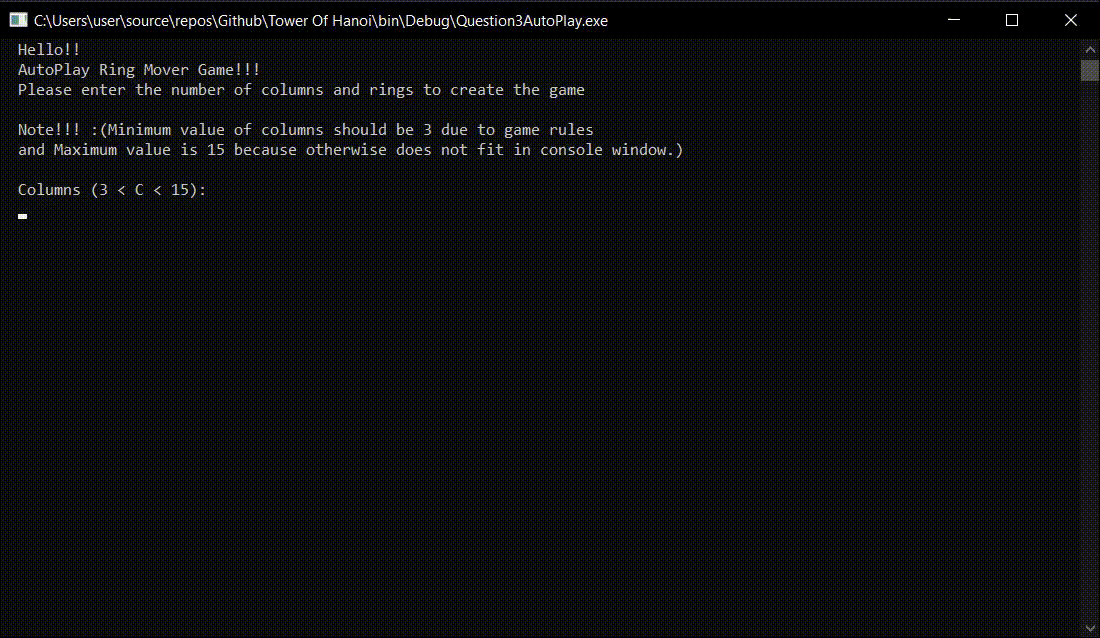 C:\Users\user\source\repos\Github\Tower Of Hanoi\bin\Debug\Question3AutoPlay.exe
Hello!!
AutoPlay Ring Mover Game!!!
Please enter the number of columns and rings to create the game
Note!!! :(Minimum value of columns should be 3 due to game rules
and Maximum value is 15 because otherwise does not fit in console window.)
Columns (3 < C < 15):